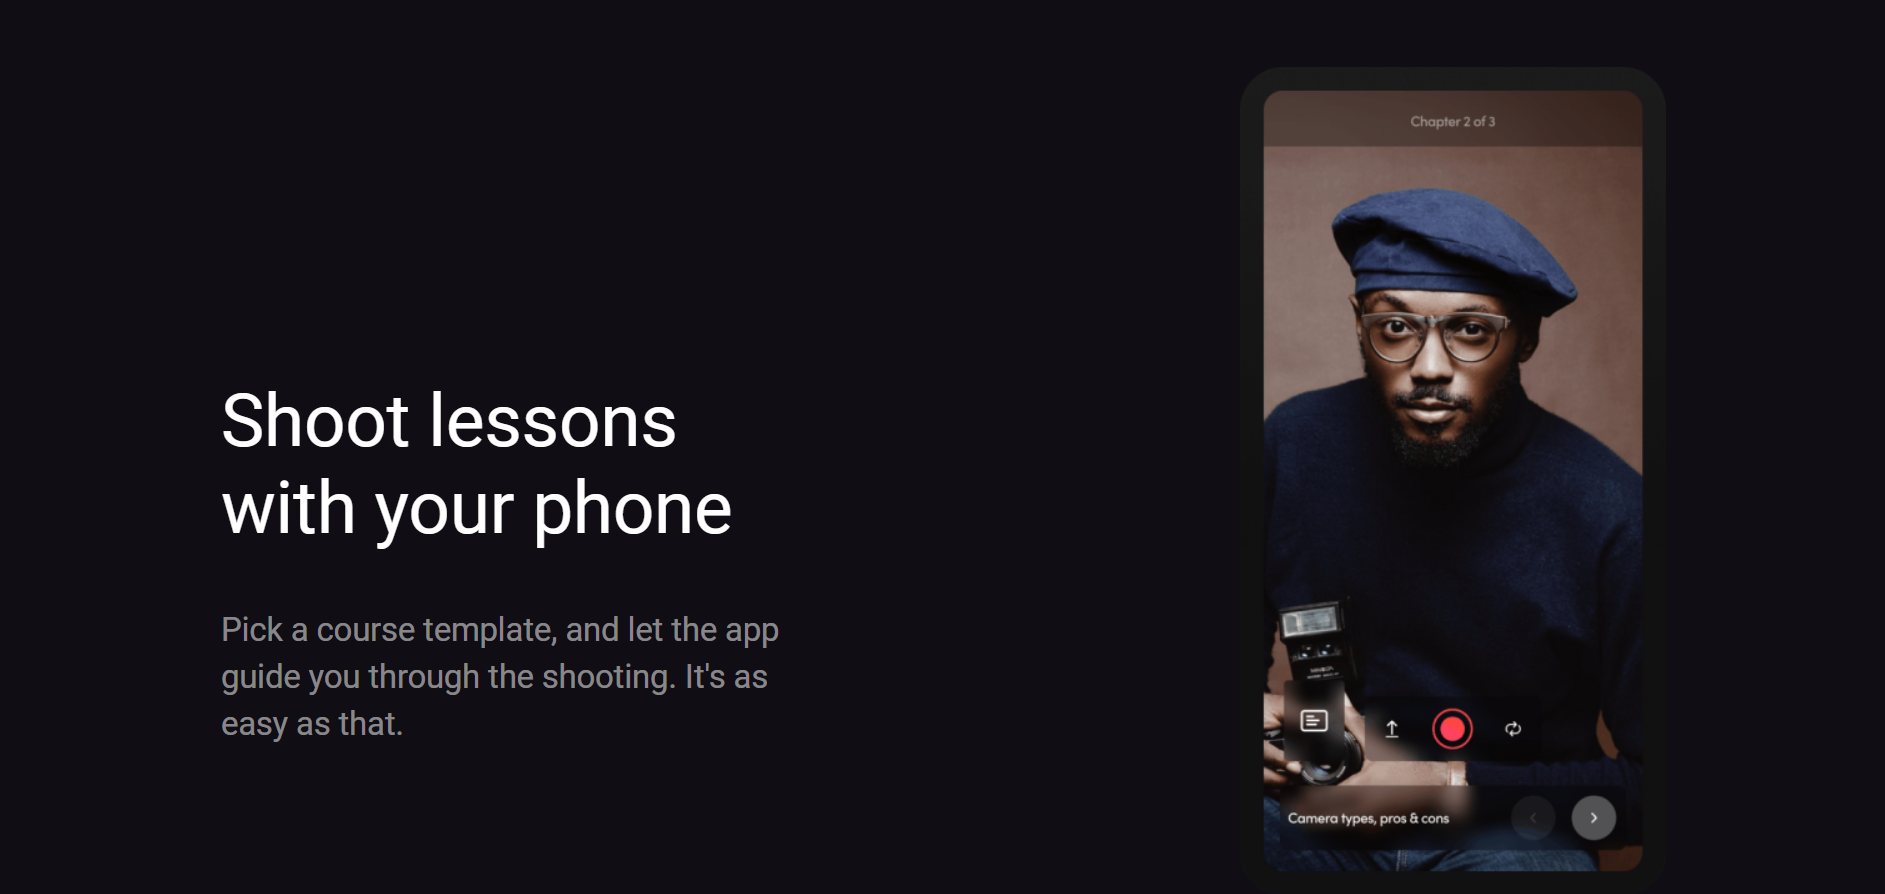 Shoot lessons
with your phone
Pick a course template, and let the app
guide you through the shooting. It's as
easy as that.
Chapter 2 of 3
Camera types, pros & cons